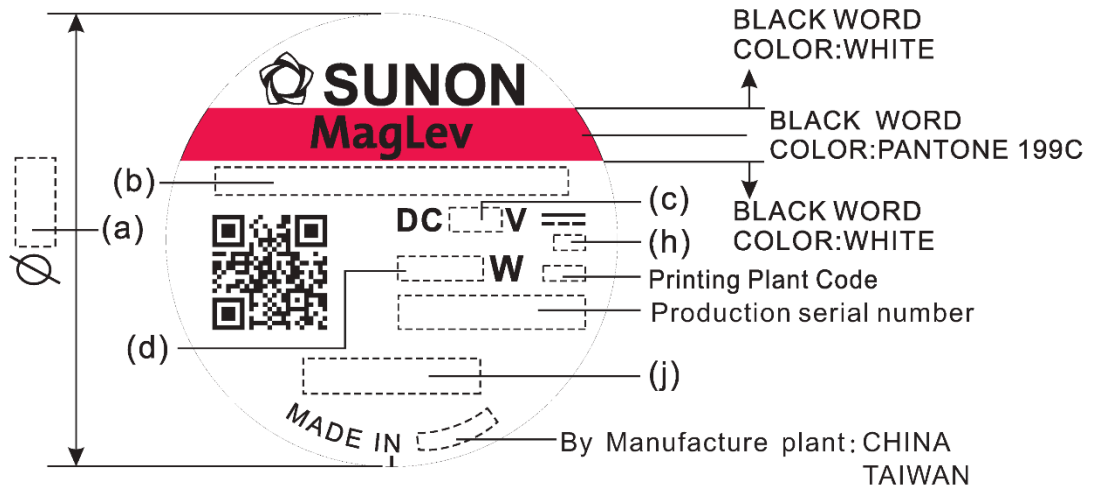 BLACK WORD
COLOR:WHITE
SUNON
MagLev
BLACK WORD
COLOR:PANTONE 199C
(b)
(a)
Ø
DC V
(c)
BLACK WORD
COLOR:WHITE
(h)
W
Printing Plant Code
Production serial number
(d)
(j)
MADE IN
By Manufacture plant: CHINA
TAIWAN